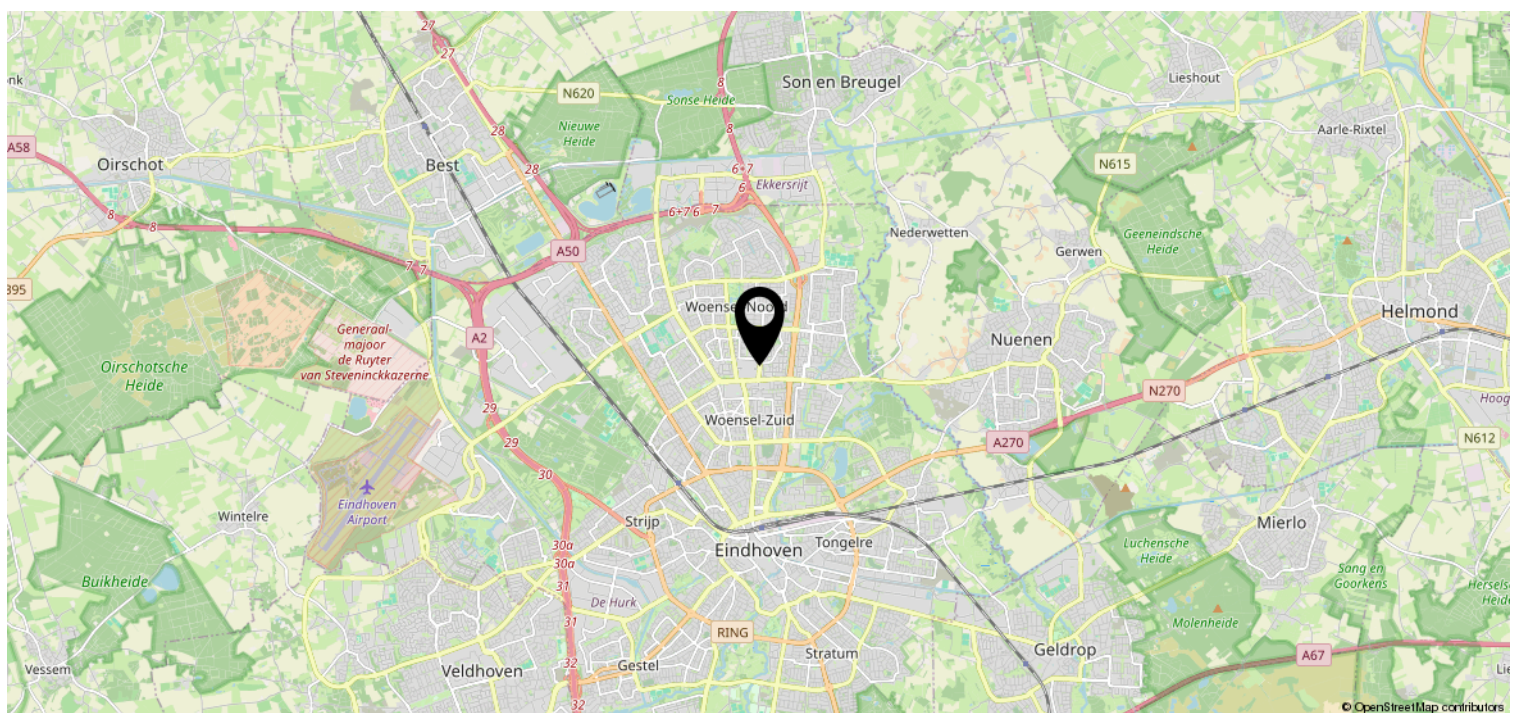 27
27
nk
N620
8
Sonse Heide
Son en Breugel
Lieshout
Nieuwe
Heide
28
8
Aarle-Rixtel
A58
Oirschot
Best
28
6+7
6
Ekkersrijt
N615
8
8
6+7
6
7
A50
Nederwetten
Gerwen
Geeneindsche
Heide
7
7
395
Generaal-
majoor
de Ruyter
van Steveninckkazerne
A2
Nuenen
Helmond
Oirschotsche
Heide
N270
Hoog
29
29
Woensel-Zuid
A270
N612
30
Eindhoven
Airport
Wintelre
Strijp
Mierlo
30a
30a
Eindhoven
Tongelre
Luchensche
Heide
Buikheide
31
De Hurk
Sang en
Goorkens
Herselse
Heide
31
RING
Molenheide
Vessem
Veldhoven
32
Gestel
Stratum
Geldrop
A67
32
© OpenStreetMap contributors